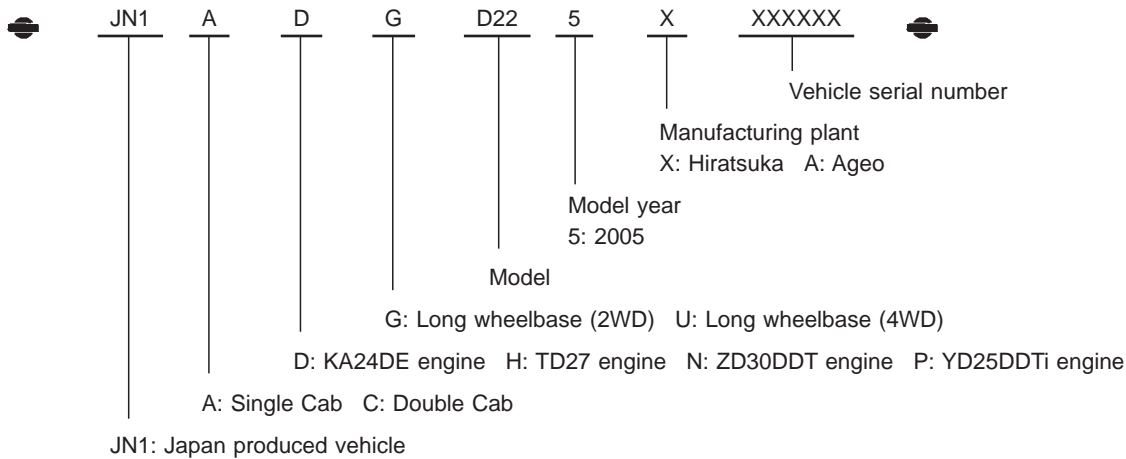 JN1 A D G D22 5 X XXXXXX
Vehicle serial number
Manufacturing plant
X: Hiratsuka A: Ageo
Model year
5: 2005
Model
G: Long wheelbase (2WD) U: Long wheelbase (4WD)
D: KA24DE engine H: TD27 engine N: ZD30DDT engine P: YD25DDTi engine
A: Single Cab C: Double Cab
JN1: Japan produced vehicle